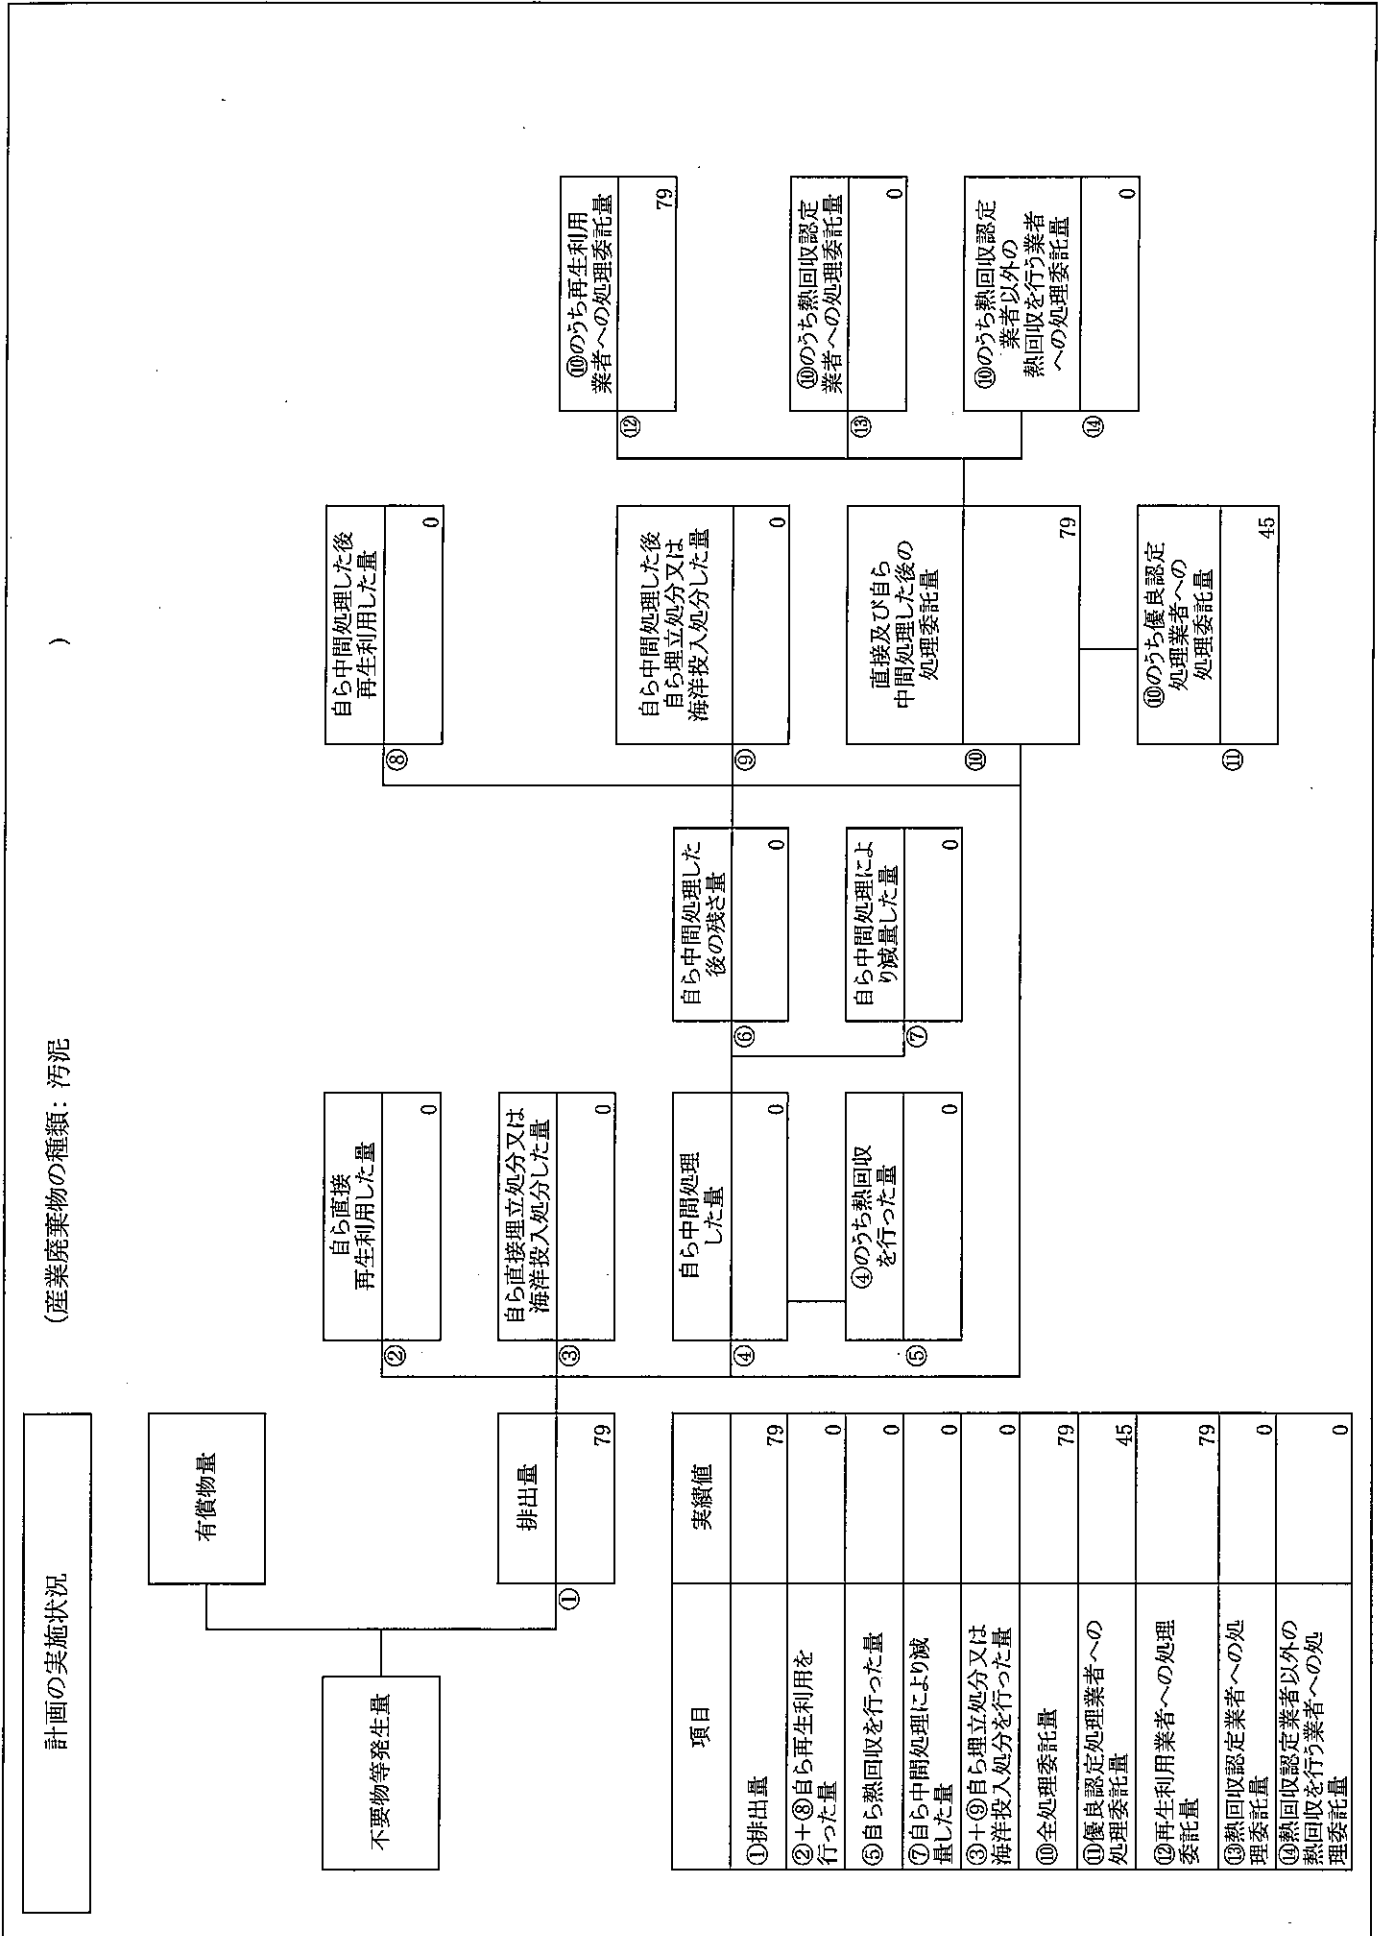 計画の実施状況
(産業廃棄物の種類: 汚泥
)
不要物等発生量
有償物量
①
排出量
79
②
自ら直接
再生利用した量
0
③
自ら直接埋立処分又は
海洋投入処分した量
0
④
自ら中間処理
した量
0
⑤
④のうち熱回収
を行った量
0
⑥
自ら中間処理した
後の残さ量
0
⑦
自ら中間処理によ
り減量した量
0
⑧
自ら中間処理した後
再生利用した量
0
⑨
自ら中間処理した後
自ら埋立処分又は
海洋投入処分した量
0
⑩
直接及び自ら
中間処理した後の
処理委託量
79
⑪
⑩のうち優良認定
処理業者への
処理委託量
45
⑫
⑩のうち再生利用
業者への処理委託量
79
⑬
⑩のうち熱回収認定
業者への処理委託量
0
⑭
⑩のうち熱回収認定
業者以外の
熱回収を行う業者
への処理委託量
0
項目 実績値
①排出量 79
②+⑧自ら再生利用を
行った量 0
⑤自ら熱回収を行った量 0
⑦自ら中間処理により減
量した量 0
③+⑨自ら埋立処分又は
海洋投入処分を行った量 0
⑩全処理委託量 79
⑪優良認定処理業者への
処理委託量 45
⑫再生利用業者への処理
委託量 79
⑬熱回収認定業者への処
理委託量 0
⑭熱回収認定業者以外の
熱回収を行う業者への処
理委託量 0